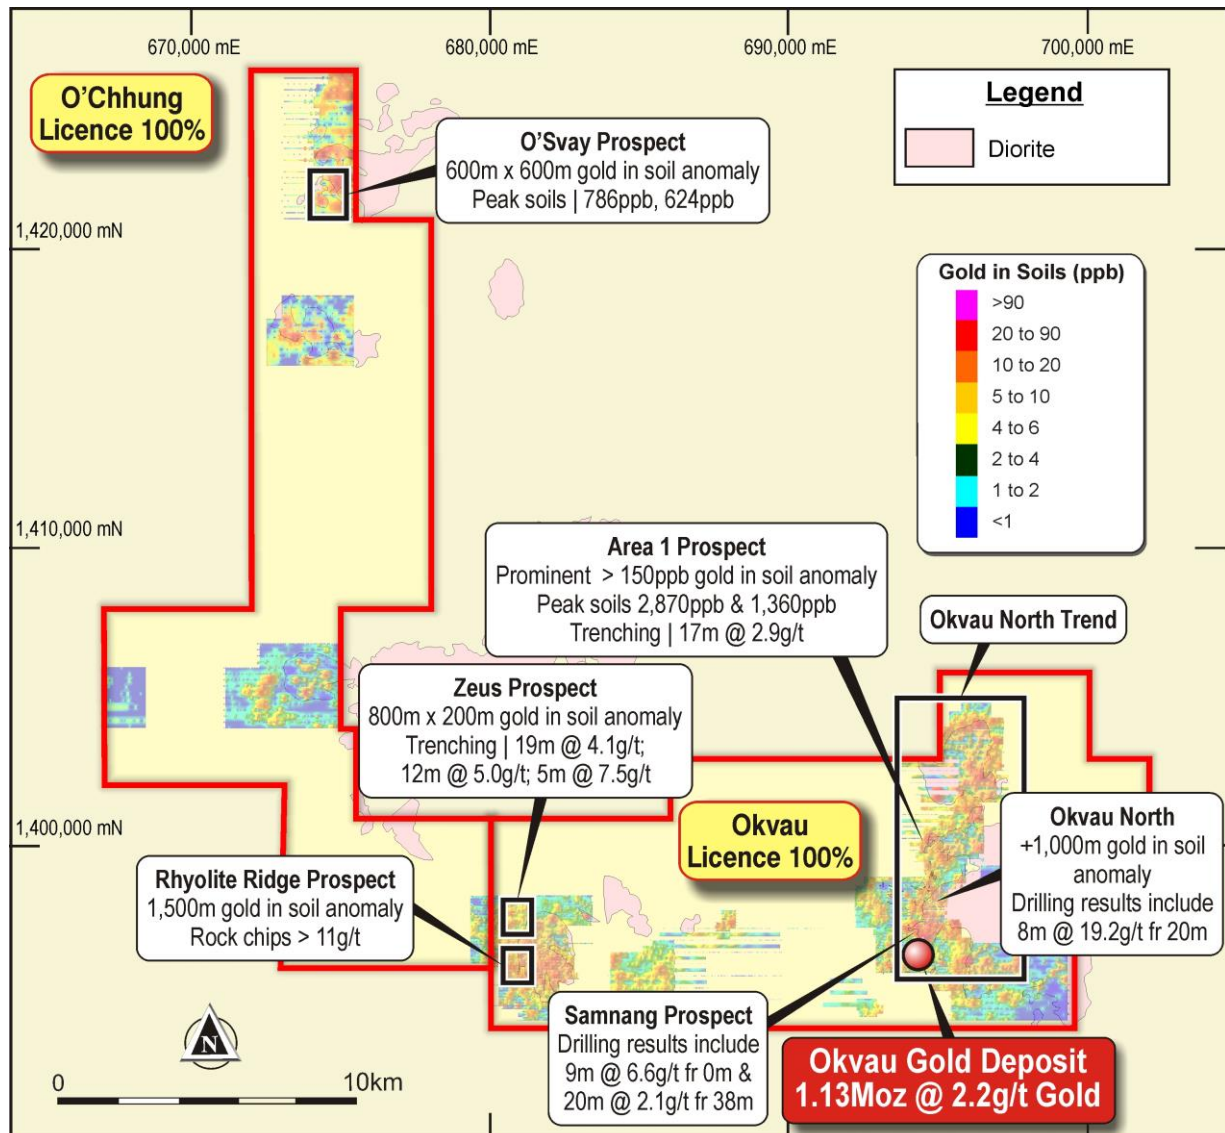 670,000 mE
680,000 mE
690,000 mE
700,000 mE
O'Chhung
Licence 100%
Legend
Diorite
O'Svay Prospect
600m x 600m gold in soil anomaly
Peak soils | 786ppb, 624ppb
1,420,000 mN
Gold in Soils (ppb)
>90
20 to 90
10 to 20
5 to 10
4 to 6
2 to 4
1 to 2
<1
1,410,000 mN
Area 1 Prospect
Prominent > 150ppb gold in soil anomaly
Peak soils 2,870ppb & 1,360ppb
Trenching | 17m @ 2.9g/t
Okvau North Trend
Zeus Prospect
800m x 200m gold in soil anomaly
Trenching | 19m @ 4.1g/t;
12m @ 5.0g/t; 5m @ 7.5g/t
1,400,000 mN
Okvau
Licence 100%
Okvau North
+1,000m gold in soil
anomaly
Drilling results include
8m @ 19.2g/t fr 20m
Rhyolite Ridge Prospect
1,500m gold in soil anomaly
Rock chips > 11g/t
Samnang Prospect
Drilling results include
9m @ 6.6g/t fr 0m &
20m @ 2.1g/t fr 38m
Okvau Gold Deposit
1.13Moz @ 2.2g/t Gold
N
0
10km